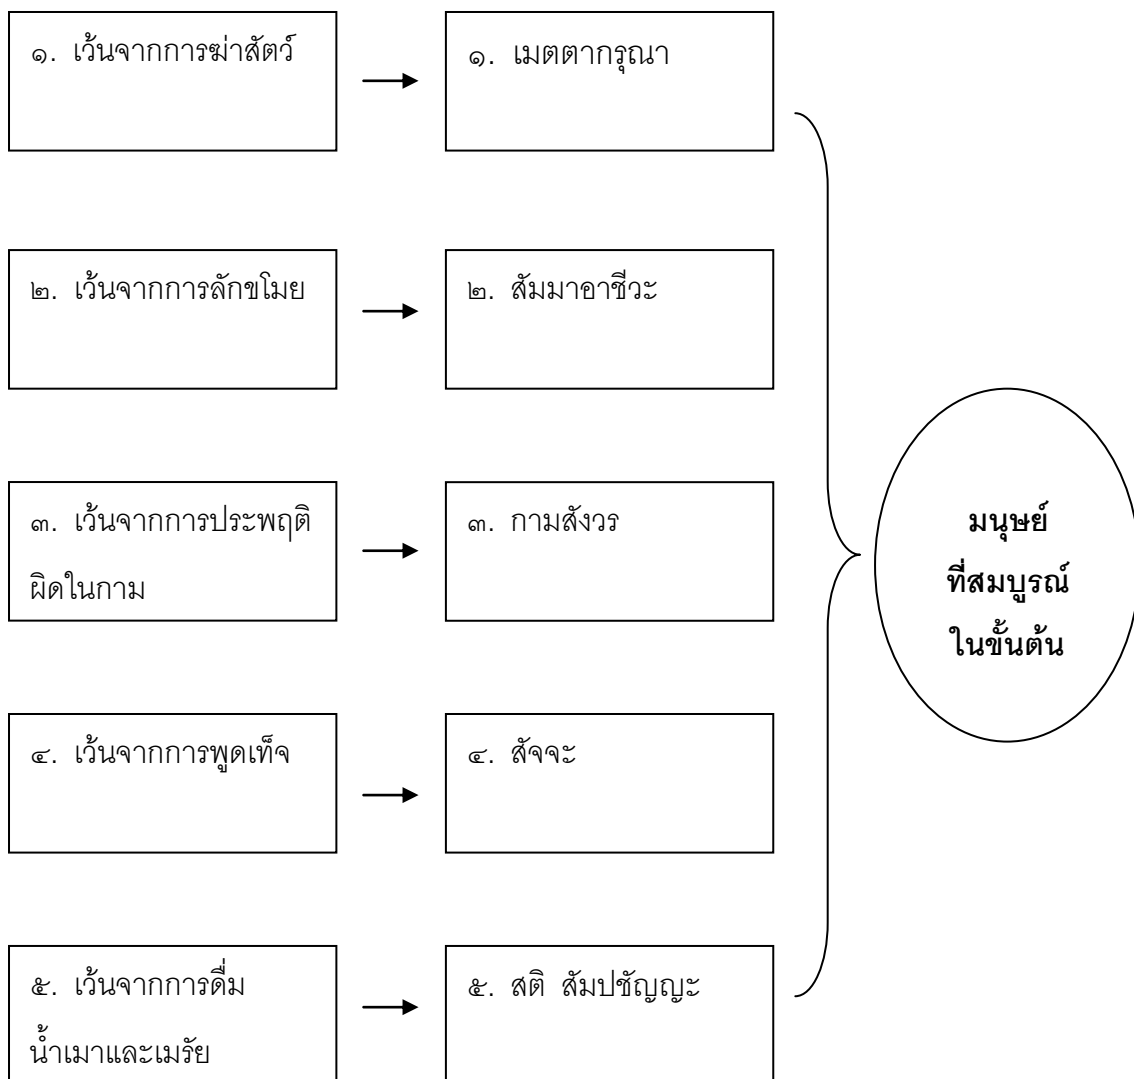 ๑. เว้นจากการฆ่าสัตว์
๑. เมตตากรุณา
๒. เว้นจากการลักขโมย
๒. สัมมาอาชีวะ
๓. เว้นจากการประพฤติ
ผิดในกาม
๓. กามสังวร
๔. เว้นจากการพูดเท็จ
๔. สัจจะ
๕. เว้นจากการดื่ม
น้ำเมาและเมรัย
๕. สติ สัมปชัญญะ
มนุษย์
ที่สมบูรณ์
ในขั้นต้น